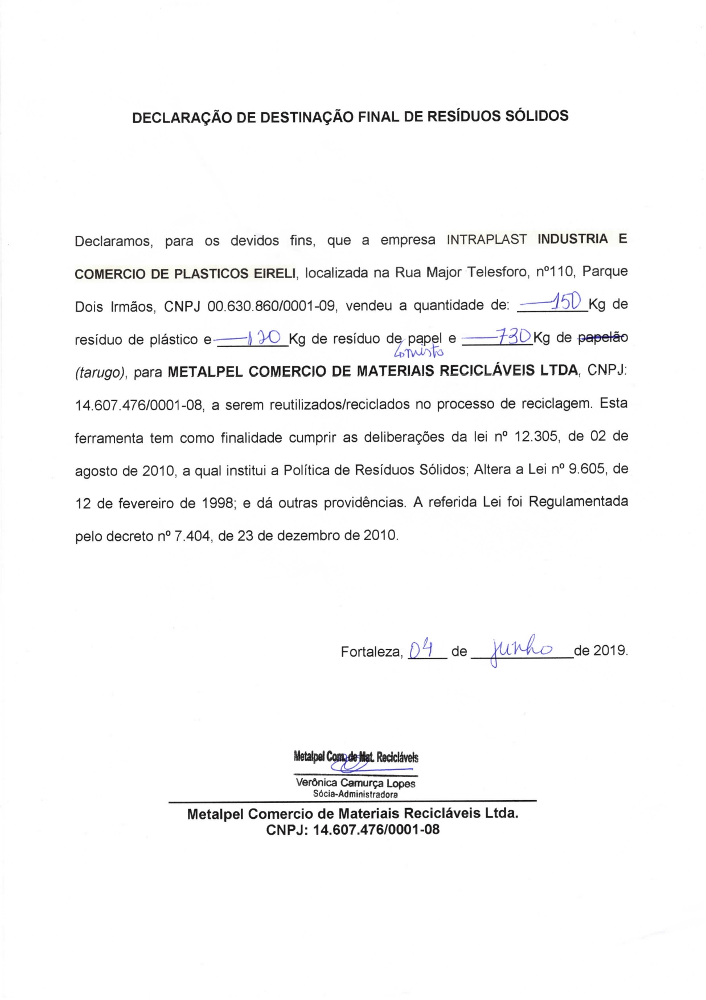 DECLARAÇÃO DE DESTINAÇÃO FINAL DE RESÍDUOS SÓLIDOS
Declaramos, para os devidos fins, que a empresa INTRAPLAST INDUSTRIA E
COMERCIO DE PLASTICOS EIRELI, localizada na Rua Major Telesforo, nº110, Parque
Dois Irmãos, CNPJ 00.630.860/0001-09, vendeu a quantidade de: 150 Kg de
resíduo de plástico e 120 Kg de resíduo de papel e 730 Kg de papelão
misto
(tarugo), para METALPEL COMERCIO DE MATERIAIS RECICLÁVEIS LTDA, CNPJ:
14.607.476/0001-08, a serem reutilizados/reciclados no processo de reciclagem. Esta
ferramenta tem como finalidade cumprir as deliberações da lei nº 12.305, de 02 de
agosto de 2010, a qual institui a Política de Resíduos Sólidos; Altera a Lei nº 9.605, de
12 de fevereiro de 1998; e dá outras providências. A referida Lei foi Regulamentada
pelo decreto nº 7.404, de 23 de dezembro de 2010.
Fortaleza, 04 de junho de 2019.
Metalpel Com. de Mat. Recicláveis
Verônica Camurça Lopes
Sócia-Administradora
Metalpel Comercio de Materiais Recicláveis Ltda.
CNPJ: 14.607.476/0001-08